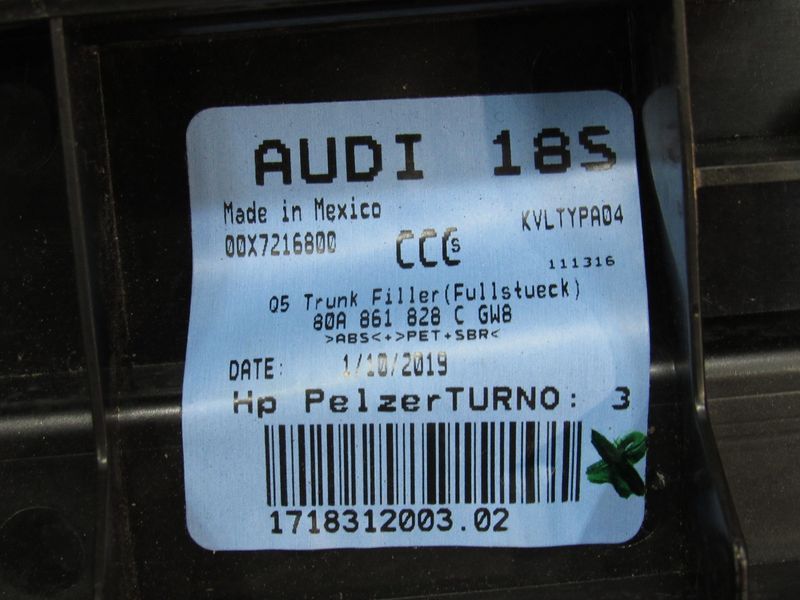 AUDI 18S
Made in Mexico
KVLTYPA04
00X7216800
CCCs
111316
Q5 Trunk Filler(Fullstueck)
80A 861 828 C GW8
>ABS<+>PET+SBR<
DATE: 1/10/2019
Hp PelzerTURNO: 3
1718312003.02